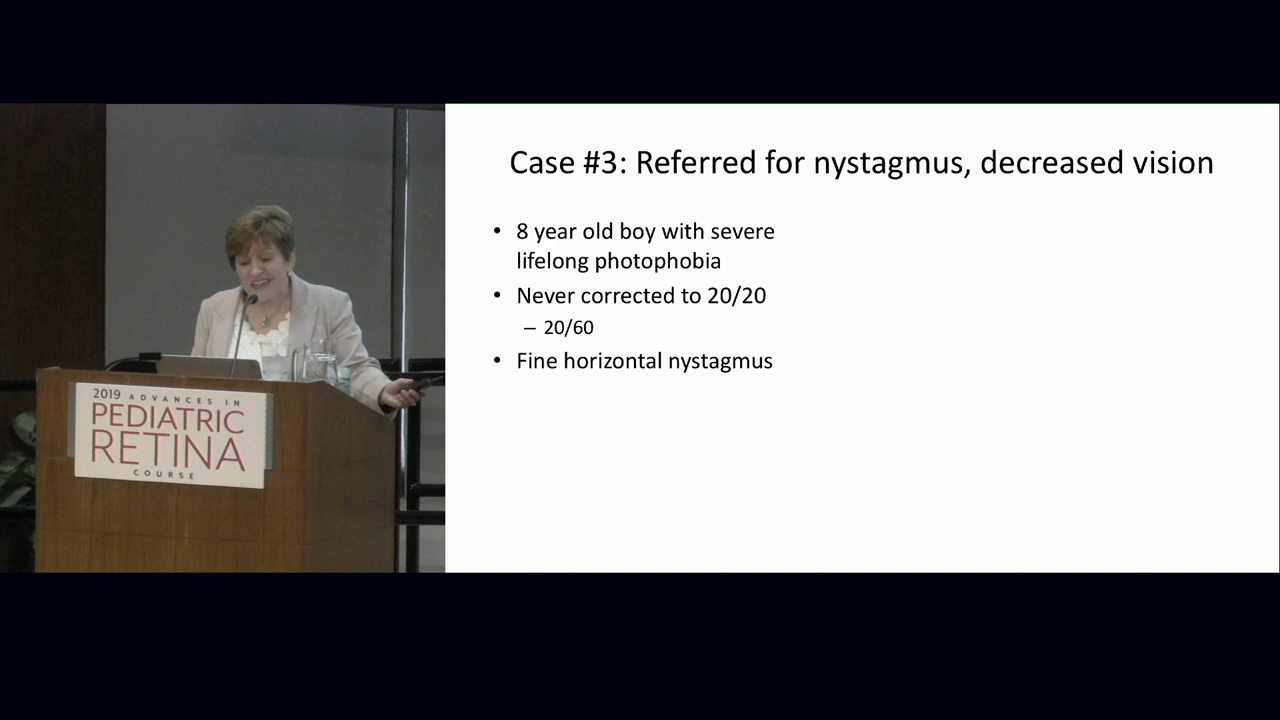 Case #3: Referred for nystagmus, decreased vision
• 8 year old boy with severe
lifelong photophobia
• Never corrected to 20/20
– 20/60
• Fine horizontal nystagmus
2019 ADVANCES IN
PEDIATRIC
RETINA
COURSE